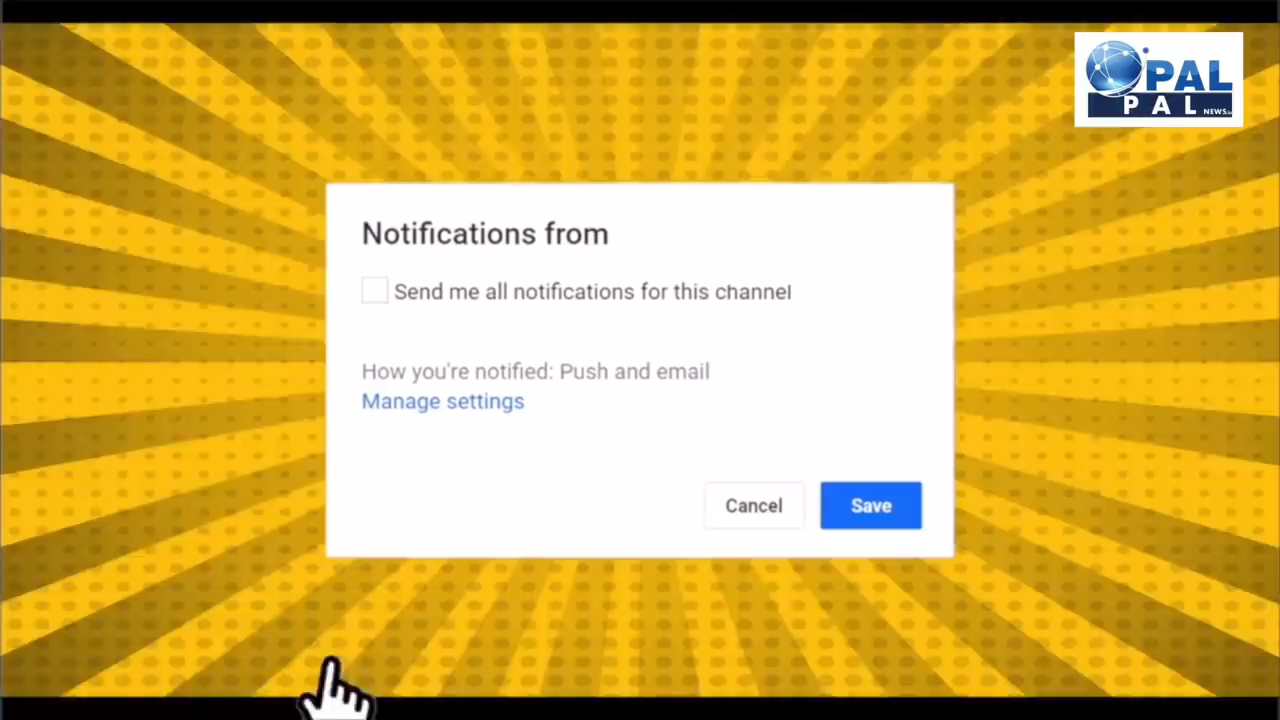 PAL
PAL NEWS.in
Notifications from
Send me all notifications for this channel
How you're notified: Push and email
Manage settings
Cancel Save